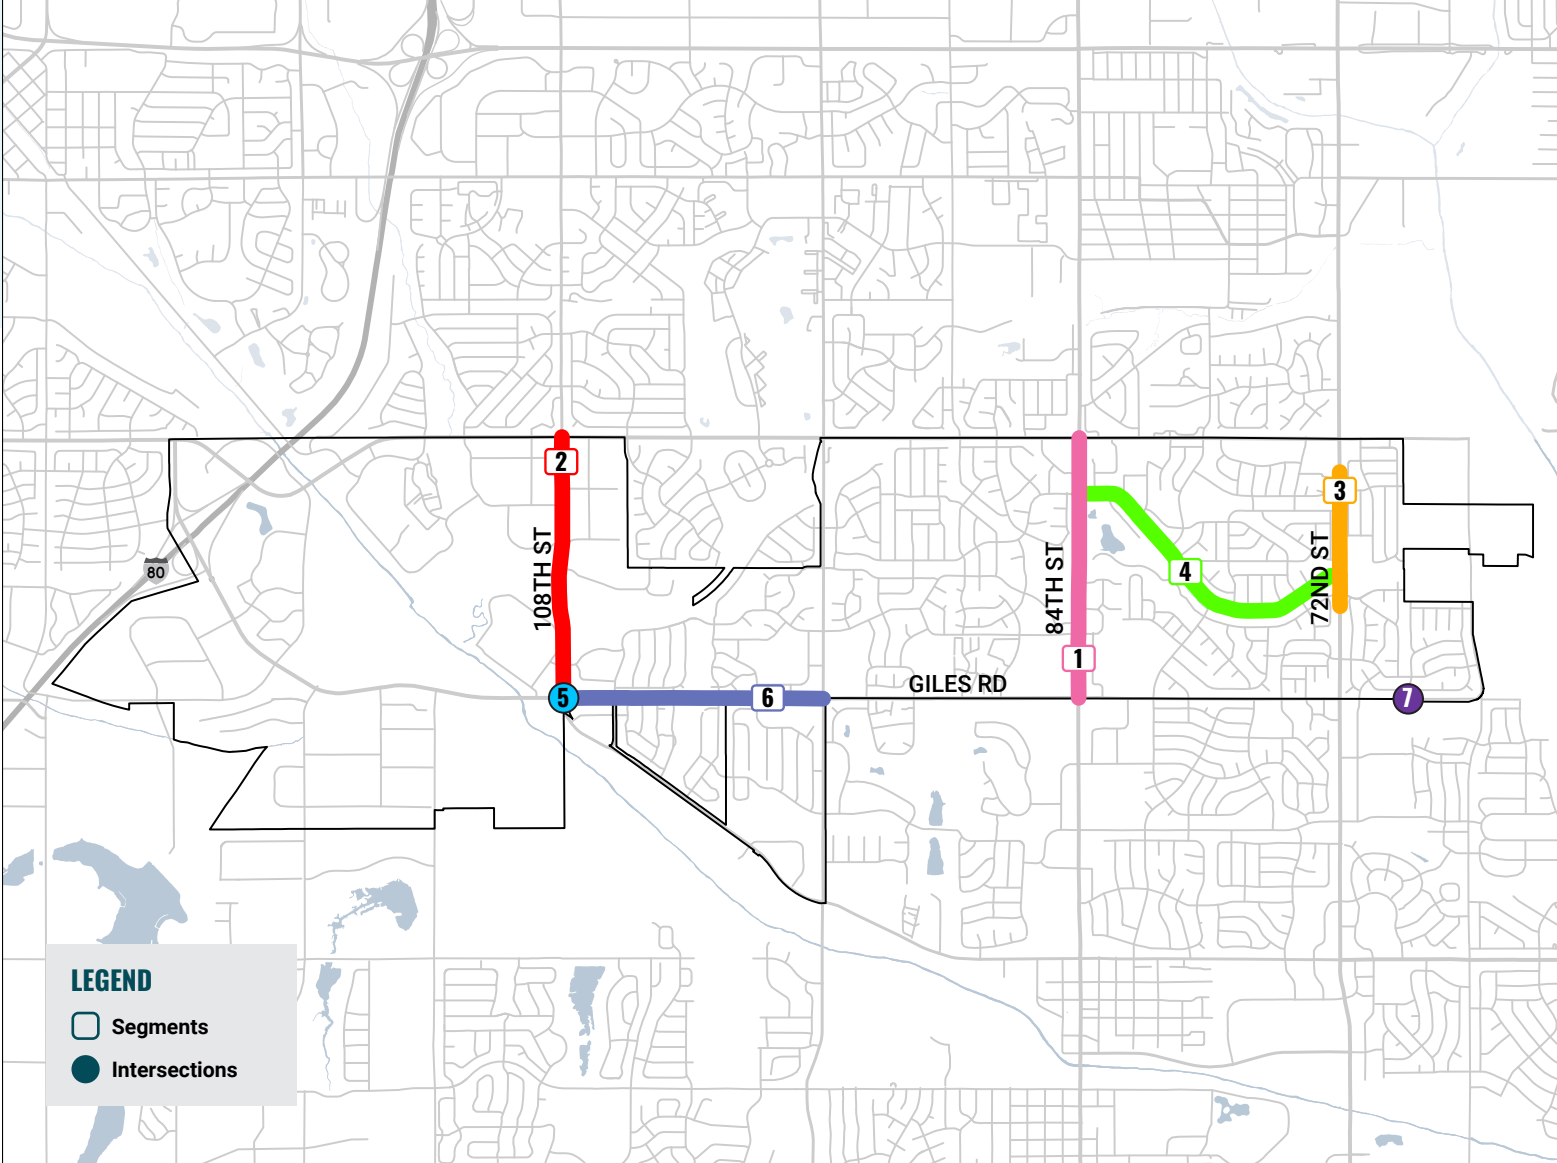 2
3
108TH ST
84TH ST
72ND ST
80
4
1
GILES RD
5
6
7
LEGEND
Segments
Intersections